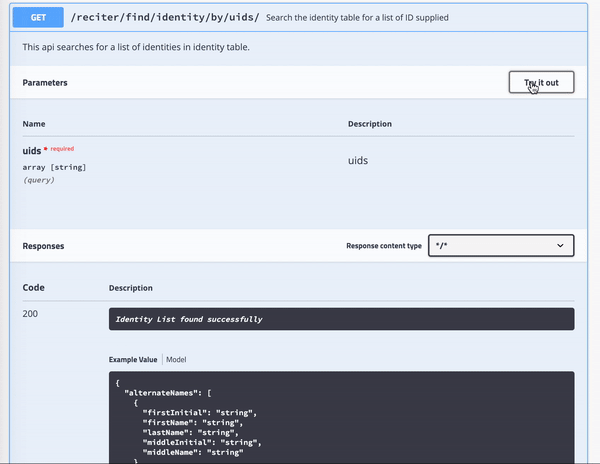 GET /reciter/find/identity/by/uids/ Search the identity table for a list of ID supplied
This api searches for a list of identities in identity table.
Parameters
Try it out
Name Description
uids * required
array [string]
(query)
uids
Responses
Response content type
*/*
Code Description
200
Identity List found successfully
Example Value | Model
{
"alternateNames": [
{
"firstInitial": "string",
"firstName": "string",
"lastName": "string",
"middleInitial": "string",
"middleName": "string"
}